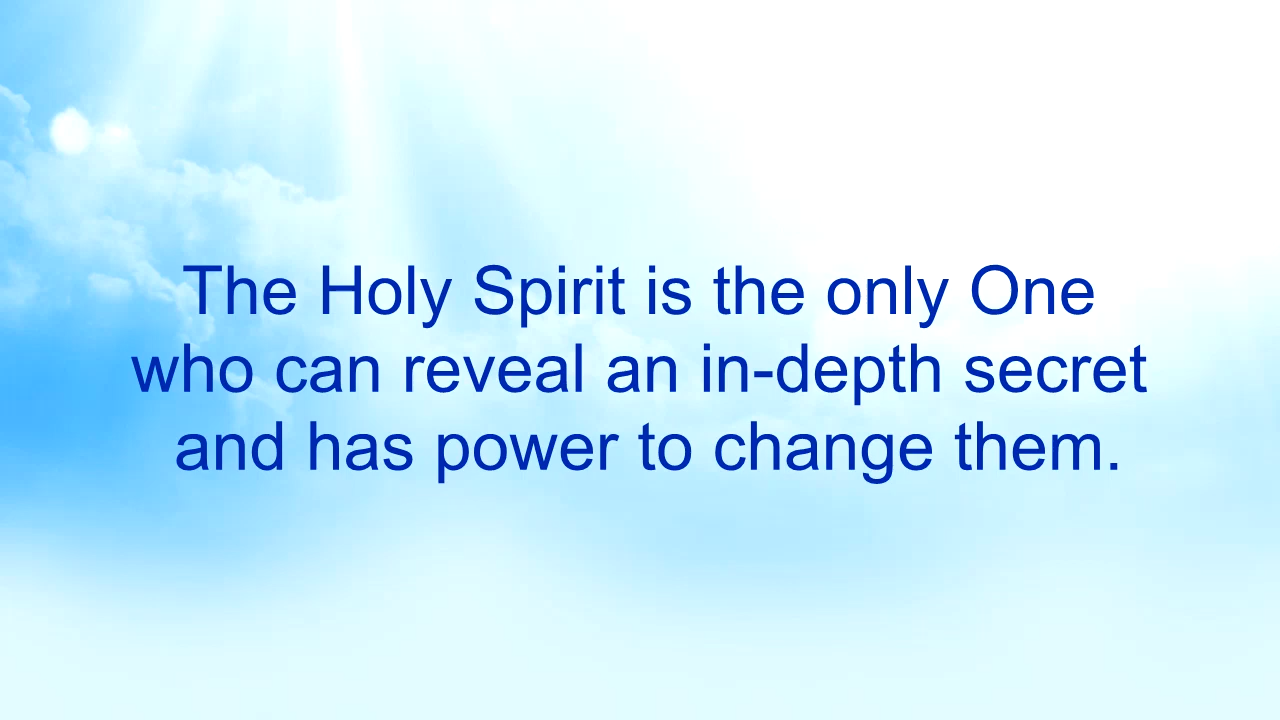 The Holy Spirit is the only One
who can reveal an in-depth secret
and has power to change them.